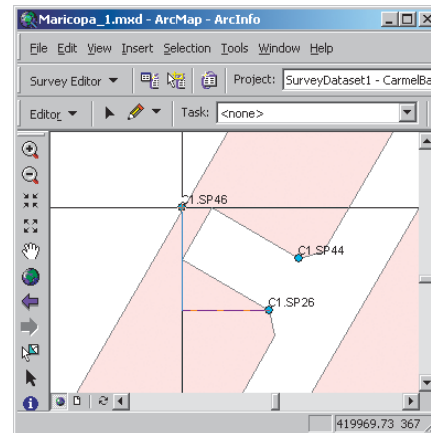 Maricopa_1.mxd - ArcMap - ArcInfo
File Edit View Insert Selection Tools Window Help
Survey Editor Project: SurveyDataset1 - CarmelBa
Editor Task: <none>
C1.SP46
C1.SP44
C1.SP26
419969.73 367